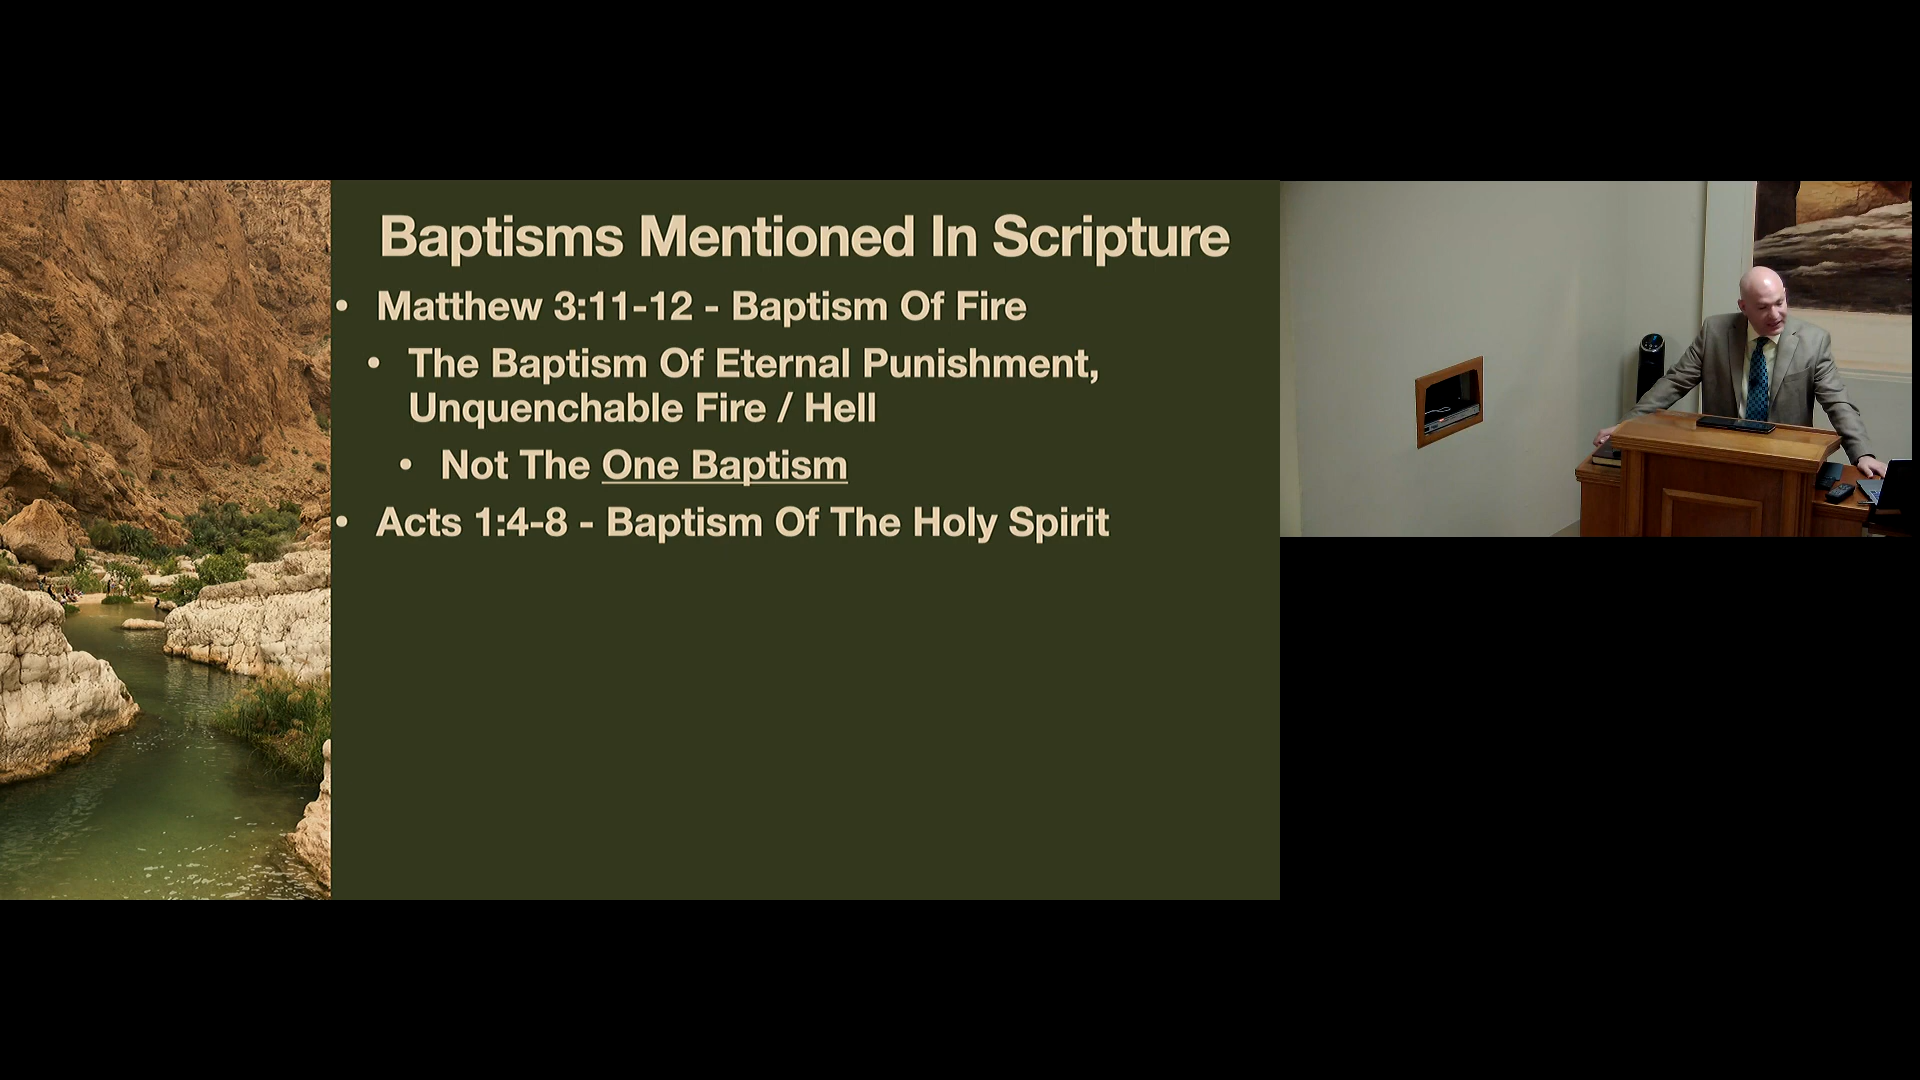 Baptisms Mentioned In Scripture
• Matthew 3:11-12 - Baptism Of Fire
• The Baptism Of Eternal Punishment,
Unquenchable Fire / Hell
• Not The One Baptism
• Acts 1:4-8 - Baptism Of The Holy Spirit